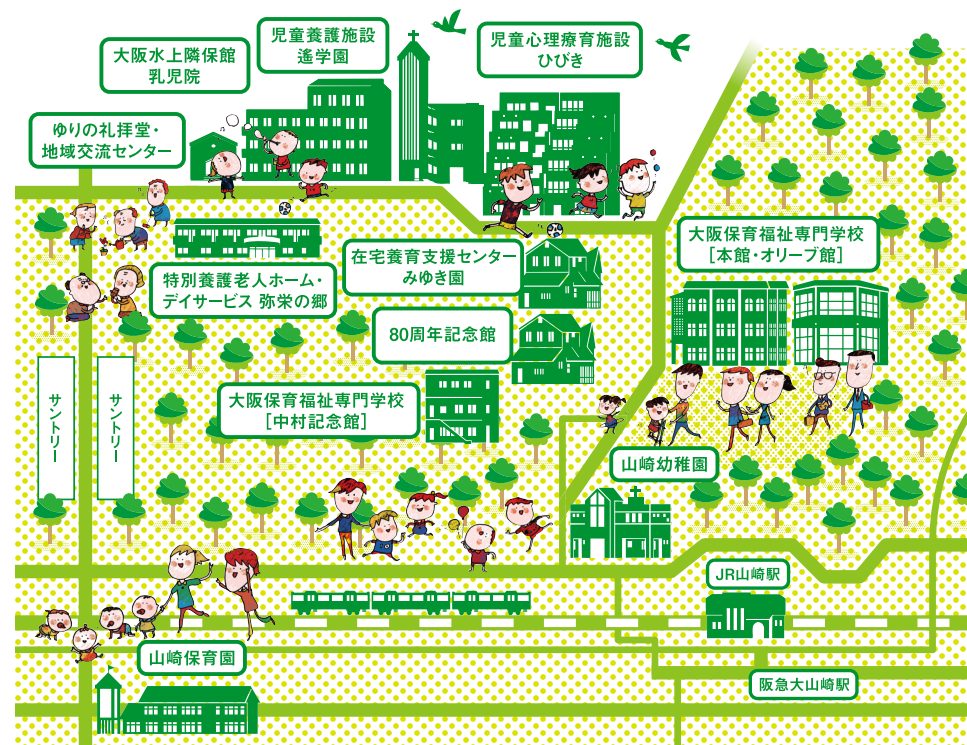 児童養護施設
遙学園
児童心理療育施設
ひびき
大阪水上隣保館
乳児院
ゆりの礼拝堂・
地域交流センター
大阪保育福祉専門学校
［本館・オリーブ館］
在宅養育支援センター
みゆき園
特別養護老人ホーム・
デイサービス 弥栄の郷
80周年記念館
大阪保育福祉専門学校
［中村記念館］
サントリー
サントリー
山崎幼稚園
JR山崎駅
山崎保育園
阪急大山崎駅